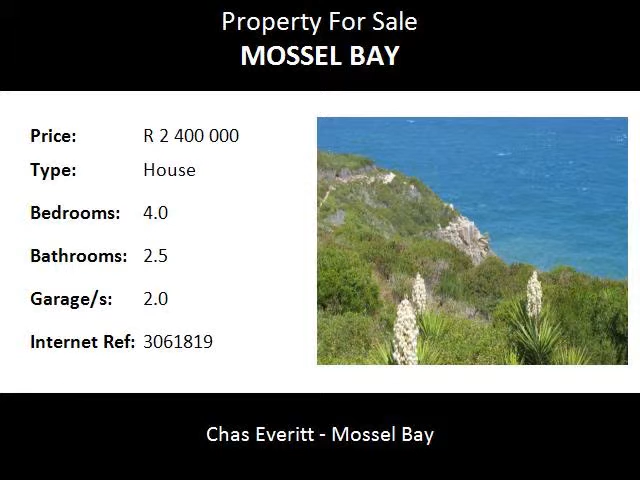 Property For Sale
MOSSEL BAY
Price: R 2 400 000
Type: House
Bedrooms: 4.0
Bathrooms: 2.5
Garage/s: 2.0
Internet Ref: 3061819
Chas Everitt - Mossel Bay